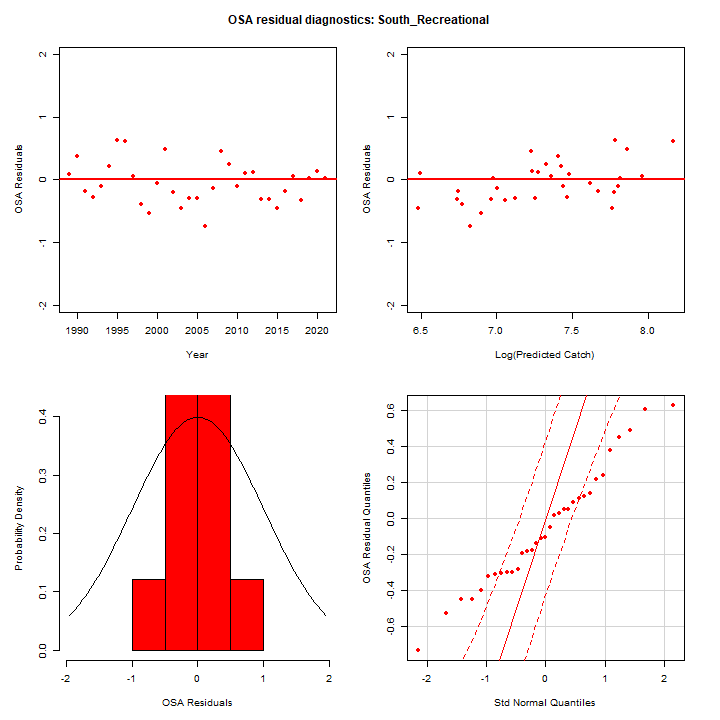 OSA residual diagnostics: South_Recreational
OSA Residuals
2
1
0
-1
-2
1990 1995 2000 2005 2010 2015 2020
Year
OSA Residuals
2
1
0
-1
-2
6.5 7.0 7.5 8.0
Log(Predicted Catch)
Probability Density
0.4
0.3
0.2
0.1
0.0
-2 -1 0 1 2
OSA Residuals
OSA Residual Quantiles
0.6
0.4
0.2
0.0
-0.2
-0.4
-0.6
-2 -1 0 1 2
Std Normal Quantiles